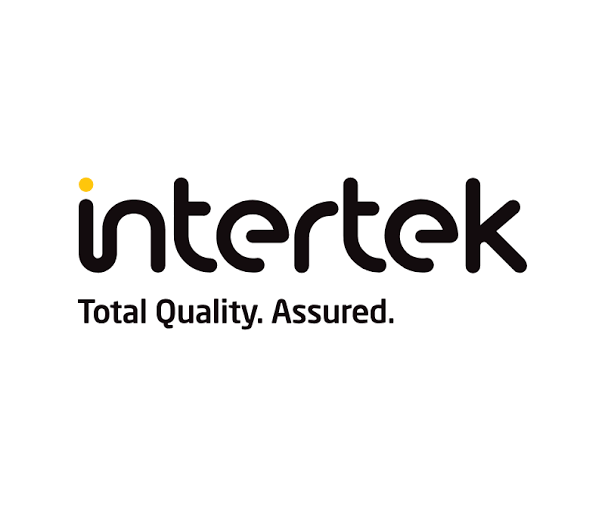 intertek
Total Quality. Assured.